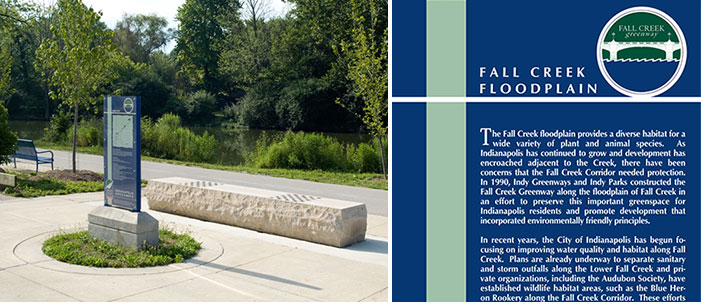 FALL CREEK
greenway
FALL CREEK
FLOODPLAIN
The Fall Creek floodplain provides a diverse habitat for a
wide variety of plant and animal species. As
Indianapolis has continued to grow and development has
encroached adjacent to the Creek, there have been
concerns that the Fall Creek Corridor needed protection.
In 1990, Indy Greenways and Indy Parks constructed the
Fall Creek Greenway along the floodplain of Fall Creek in
an effort to preserve this important greenspace for
Indianapolis residents and promote development that
incorporated environmentally friendly principles.
In recent years, the City of Indianapolis has begun fo-
cusing on improving water quality and habitat along Fall
Creek. Plans are already underway to separate sanitary
and storm outfalls along the Lower Fall Creek and pri-
vate organizations, including the Audubon Society, have
established wildlife habitat areas, such as the Blue Her-
on Rookery along the Fall Creek Corridor. These efforts